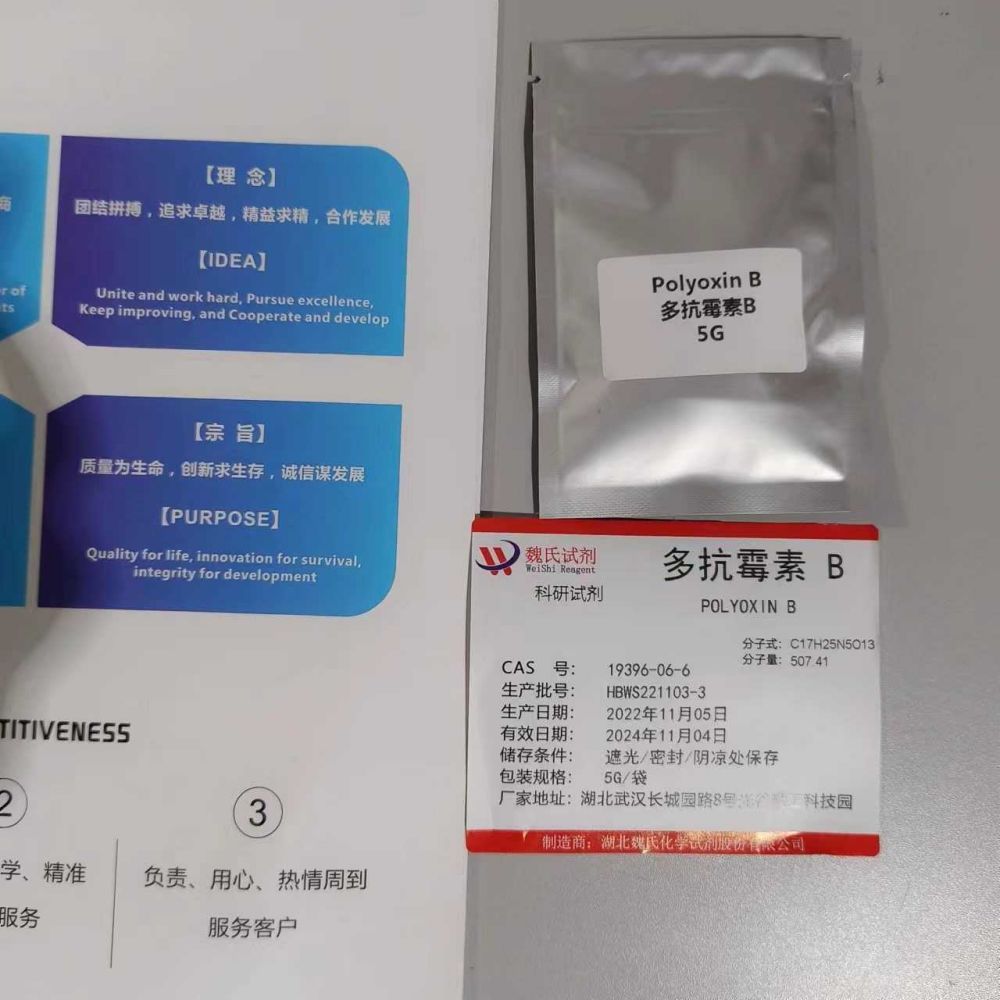 商
r of
ts
【理 念】
团结拼搏，追求卓越，精益求精，合作发展
【IDEA】
Unite and work hard, Pursue excellence,
Keep improving, and Cooperate and develop
【宗 旨】
质量为生命，创新求生存，诚信谋发展
【PURPOSE】
Quality for life, innovation for survival,
integrity for development
TITIVENESS
2
学、精准
服务
3
负责、用心、热情周到
服务客户
Polyoxin B
多抗霉素B
5G
魏氏试剂
WeiShi Reagent
科研试剂
多抗霉素 B
POLYOXIN B
分子式： C17H25N5O13
分子量： 507.41
CAS 号： 19396-06-6
生产批号： HBWS221103-3
生产日期： 2022年11月05日
有效日期： 2024年11月04日
储存条件： 遮光/密封/阴凉处保存
包装规格： 5G/袋
厂家地址： 湖北武汉长城园路8号 科技园
制造商：湖北魏氏化学试剂股份有限公司